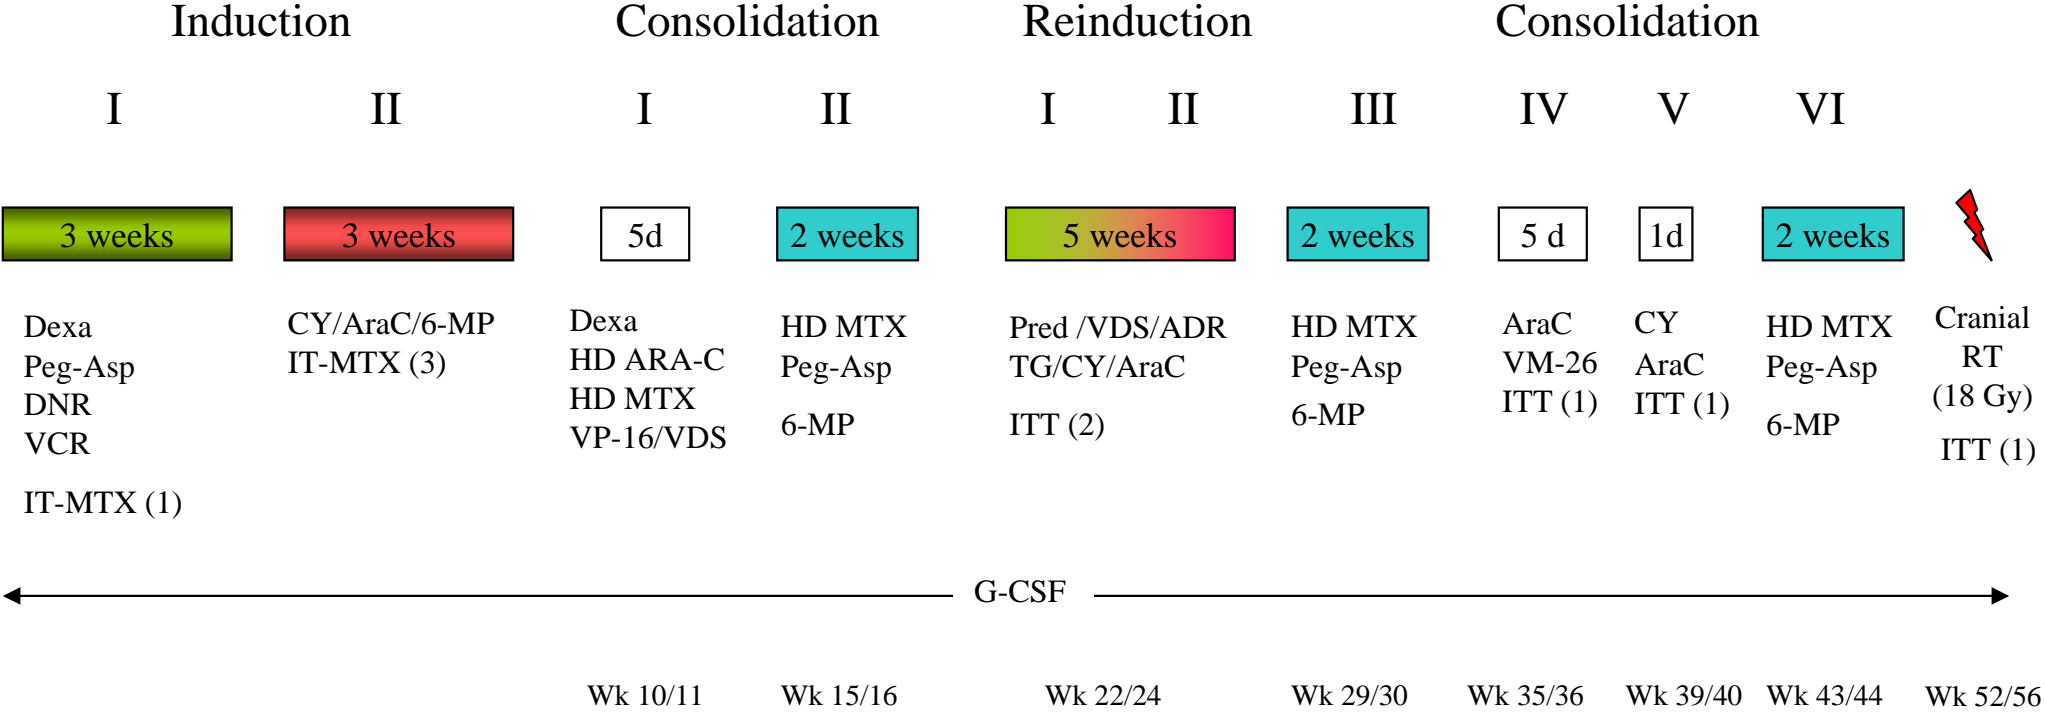 Induction
Consolidation
Reinduction
Consolidation
I
II
I
II
I
II
III
IV
V
VI
3 weeks
3 weeks
5d
2 weeks
5 weeks
2 weeks
5 d
1d
2 weeks
Dexa
Peg-Asp
DNR
VCR
IT-MTX (1)
CY/AraC/6-MP
IT-MTX (3)
Dexa
HD ARA-C
HD MTX
VP-16/VDS
HD MTX
Peg-Asp
6-MP
Pred /VDS/ADR
TG/CY/AraC
ITT (2)
HD MTX
Peg-Asp
6-MP
AraC
VM-26
ITT (1)
CY
AraC
ITT (1)
HD MTX
Peg-Asp
6-MP
Cranial
RT
(18 Gy)
ITT (1)
G-CSF
Wk 10/11
Wk 15/16
Wk 22/24
Wk 29/30
Wk 35/36
Wk 39/40
Wk 43/44
Wk 52/56